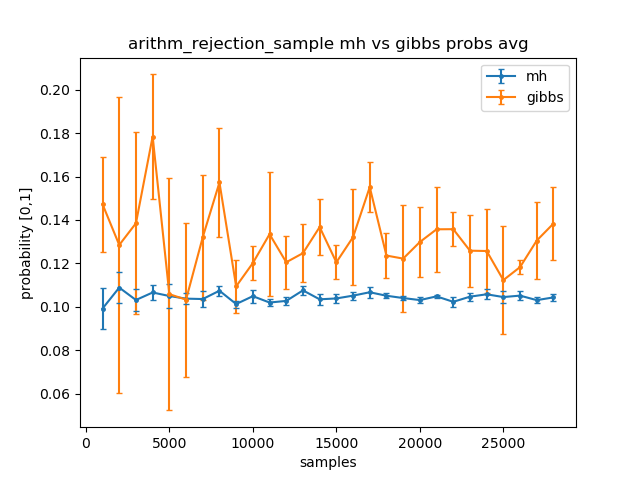 arithm_rejection_sample mh vs gibbs probs avg
mh
gibbs
probability [0,1]
0.20
0.18
0.16
0.14
0.12
0.10
0.08
0.06
0
5000
10000
15000
20000
25000
samples